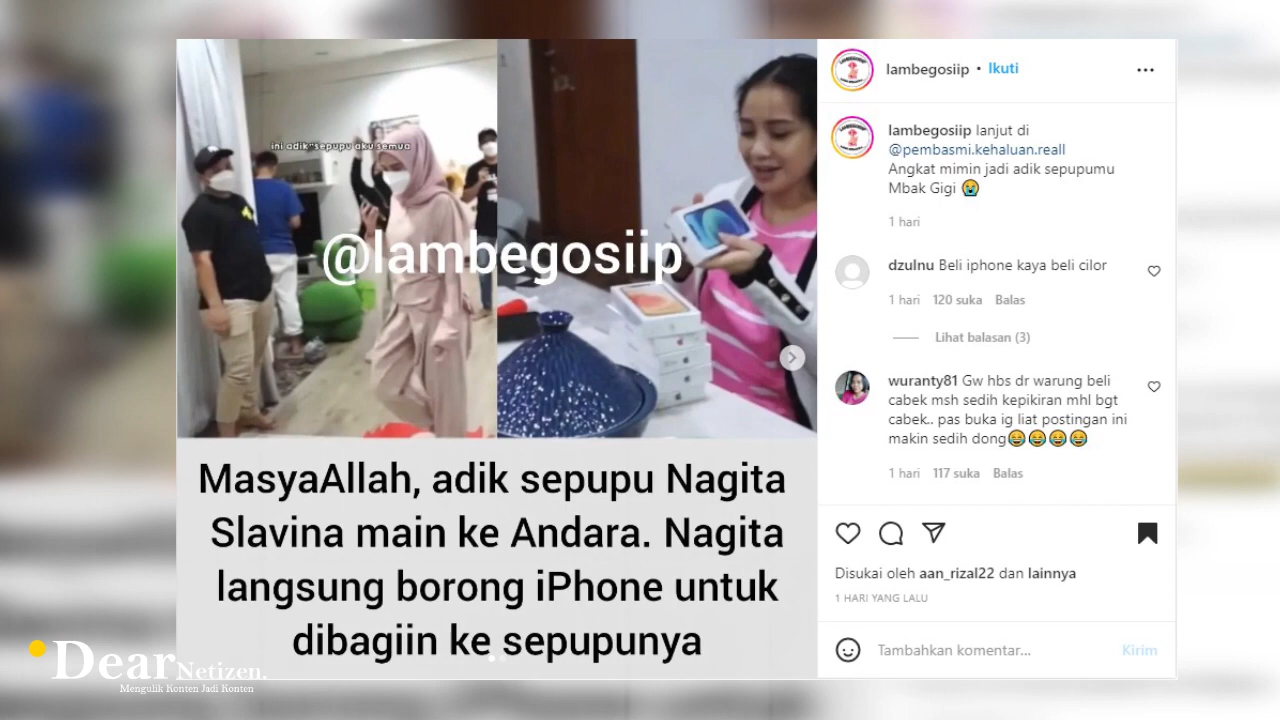 ini adik" sepupu aku semua
@lambegosiip
MasyaAllah, adik sepupu Nagita
Slavina main ke Andara. Nagita
langsung borong iPhone untuk
dibagiin ke sepupunya
lambegosiip • Ikuti
lambegosiip lanjut di
@pembasmi.kehaluan.reall
Angkat mimin jadi adik sepupumu
Mbak Gigi 😭
1 hari
dzulnu Beli iphone kaya beli cilor
1 hari 120 suka Balas
Lihat balasan (3)
wuranty81 Gw hbs dr warung beli
cabek msh sedih kepikiran mhl bgt
cabek.. pas buka ig liat postingan ini
makin sedih dong😂😂😂😂
1 hari 117 suka Balas
Disukai oleh aan_rizal22 dan lainnya
1 HARI YANG LALU
Tambahkan komentar... Kirim
Dear Netizen.
Mengulik Konten Jadi Konten